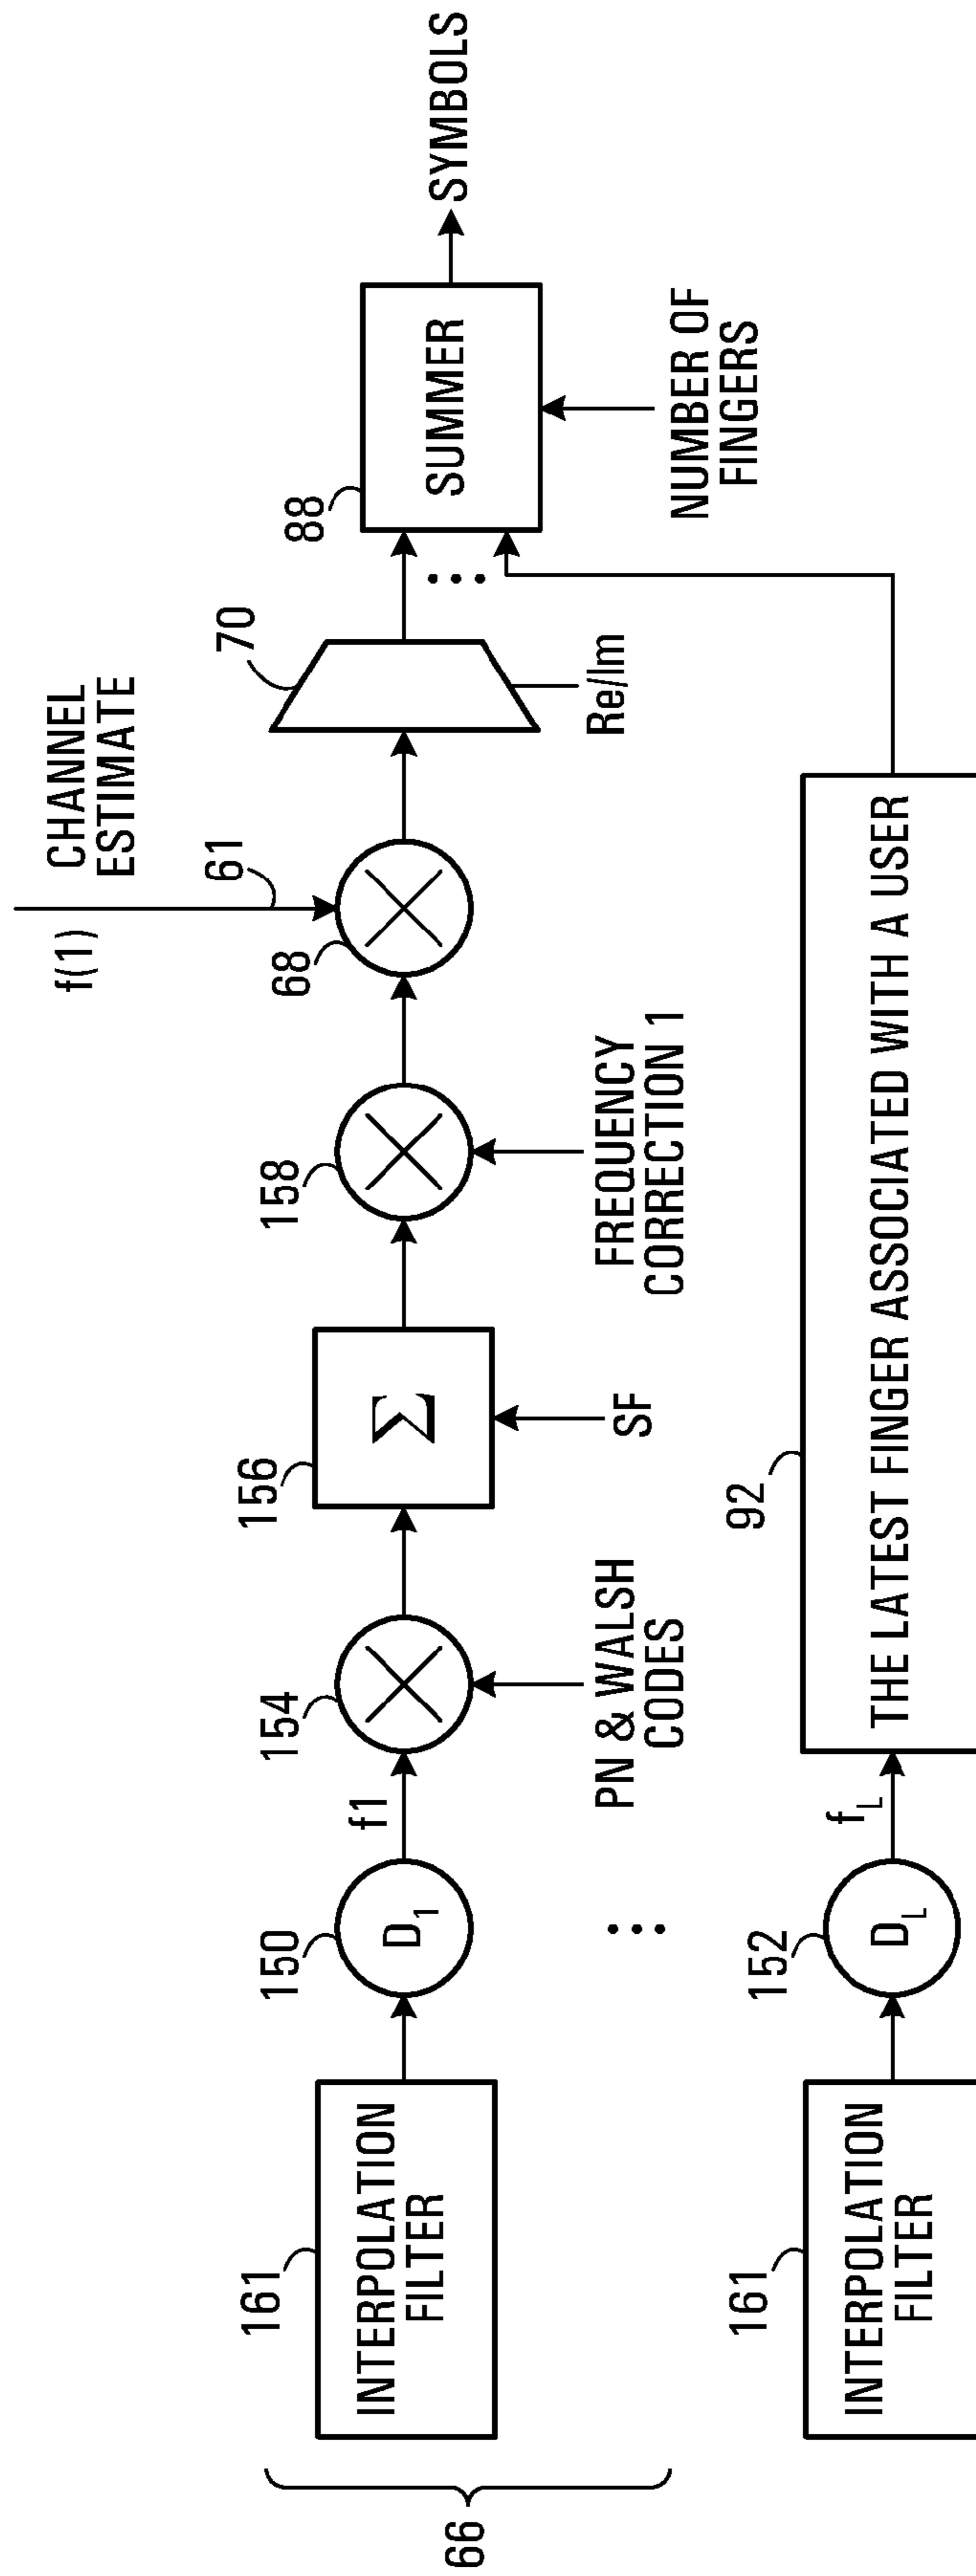 CHANNEL
ESTIMATE
f(1)
61
70
88
161
150
154
156
158
68
INTERPOLATION
FILTER
D1
f1
Σ
SUMMER
SYMBOLS
66
PN & WALSH
CODES
SF
FREQUENCY
CORRECTION 1
Re/Im
NUMBER OF
FINGERS
161
152
92
INTERPOLATION
FILTER
DL
fL
THE LATEST FINGER ASSOCIATED WITH A USER